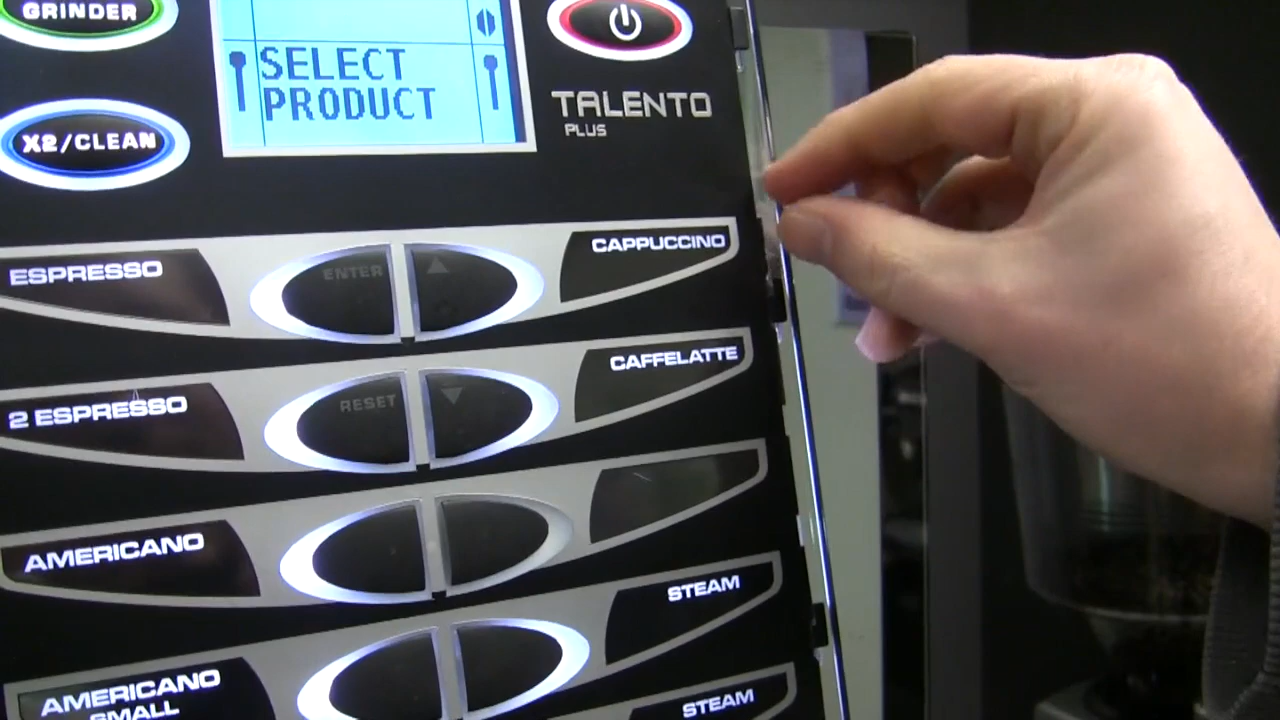 GRINDER
SELECT
PRODUCT
X2/CLEAN
TALENTO
PLUS
ESPRESSO
ENTER
CAPPUCCINO
2 ESPRESSO
RESET
CAFFELATTE
AMERICANO
STEAM
AMERICANO
SMALL
STEAM